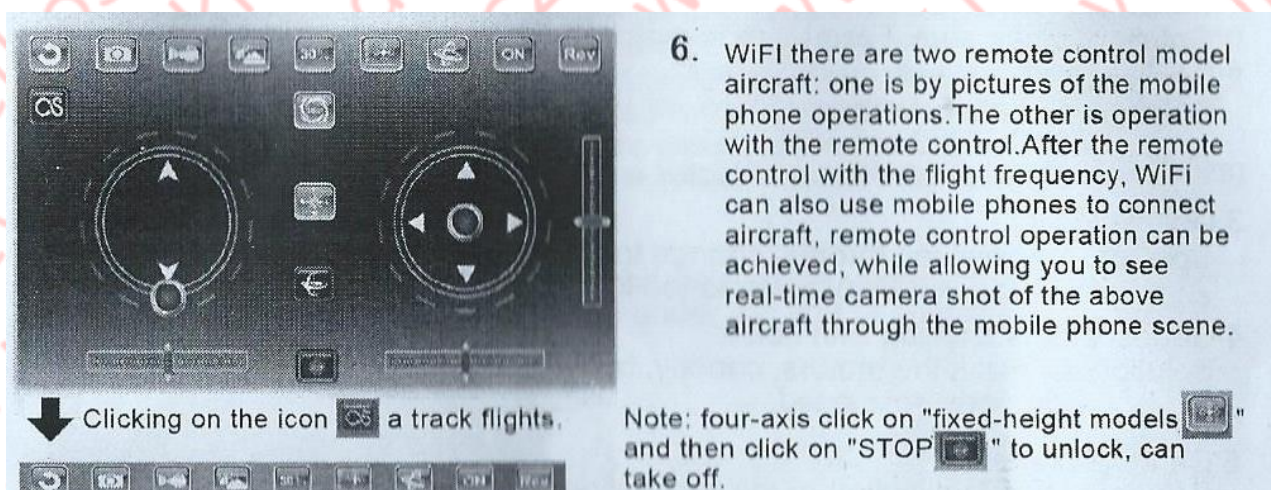 30%
ON
Rev
6. WiFI there are two remote control model
aircraft: one is by pictures of the mobile
phone operations.The other is operation
with the remote control.After the remote
control with the flight frequency, WiFi
can also use mobile phones to connect
aircraft, remote control operation can be
achieved, while allowing you to see
real-time camera shot of the above
aircraft through the mobile phone scene.
Clicking on the icon a track flights.
Note: four-axis click on "fixed-height models "
and then click on "STOP " to unlock, can
take off.
30%
ON
Rev